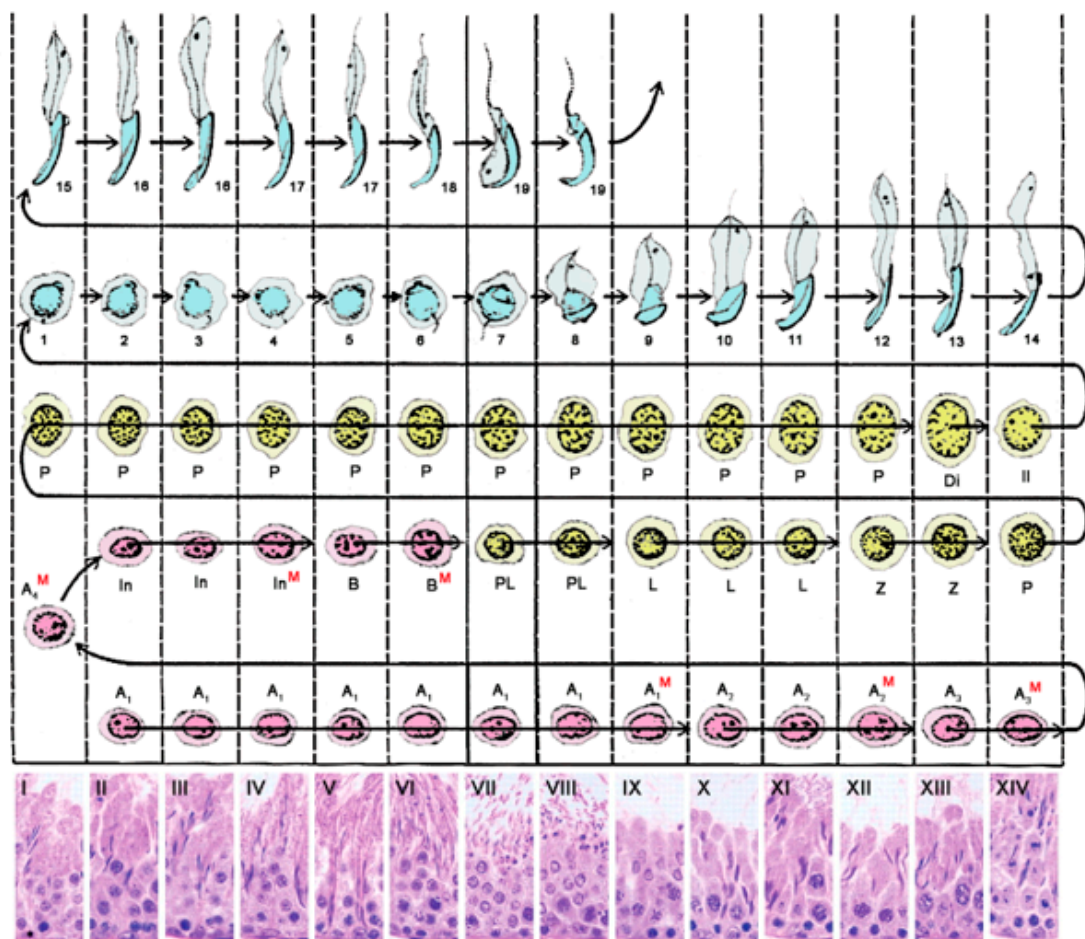 15 16 16 17 17 18 19 19
1 2 3 4 5 6 7 8 9 10 11 12 13 14
P P P P P P P P P P P P Di II
A₄M In In InM B BM PL PL L L L Z Z P
A₁ A₁ A₁ A₁ A₁ A₁ A₁ A₁M A₂ A₂ A₂M A₃ A₃M
I II III IV V VI VII VIII IX X XI XII XIII XIV